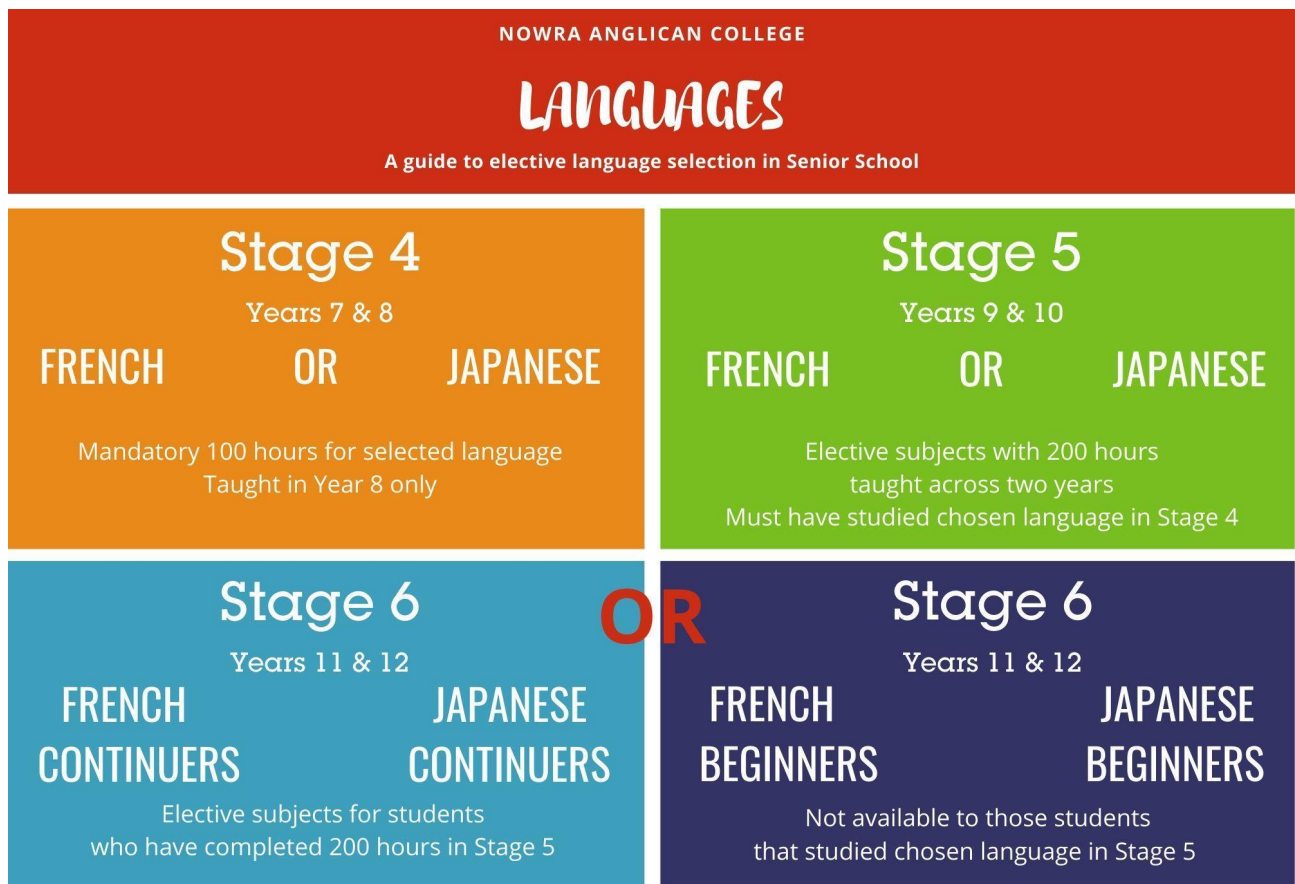 NOWRA ANGLICAN COLLEGE
LANGUAGES
A guide to elective language selection in Senior School
Stage 4
Years 7 & 8
FRENCH OR JAPANESE
Mandatory 100 hours for selected language
Taught in Year 8 only
Stage 5
Years 9 & 10
FRENCH OR JAPANESE
Elective subjects with 200 hours
taught across two years
Must have studied chosen language in Stage 4
Stage 6
Years 11 & 12
FRENCH JAPANESE
CONTINUERS CONTINUERS
Elective subjects for students
who have completed 200 hours in Stage 5
OR
Stage 6
Years 11 & 12
FRENCH JAPANESE
BEGINNERS BEGINNERS
Not available to those students
that studied chosen language in Stage 5